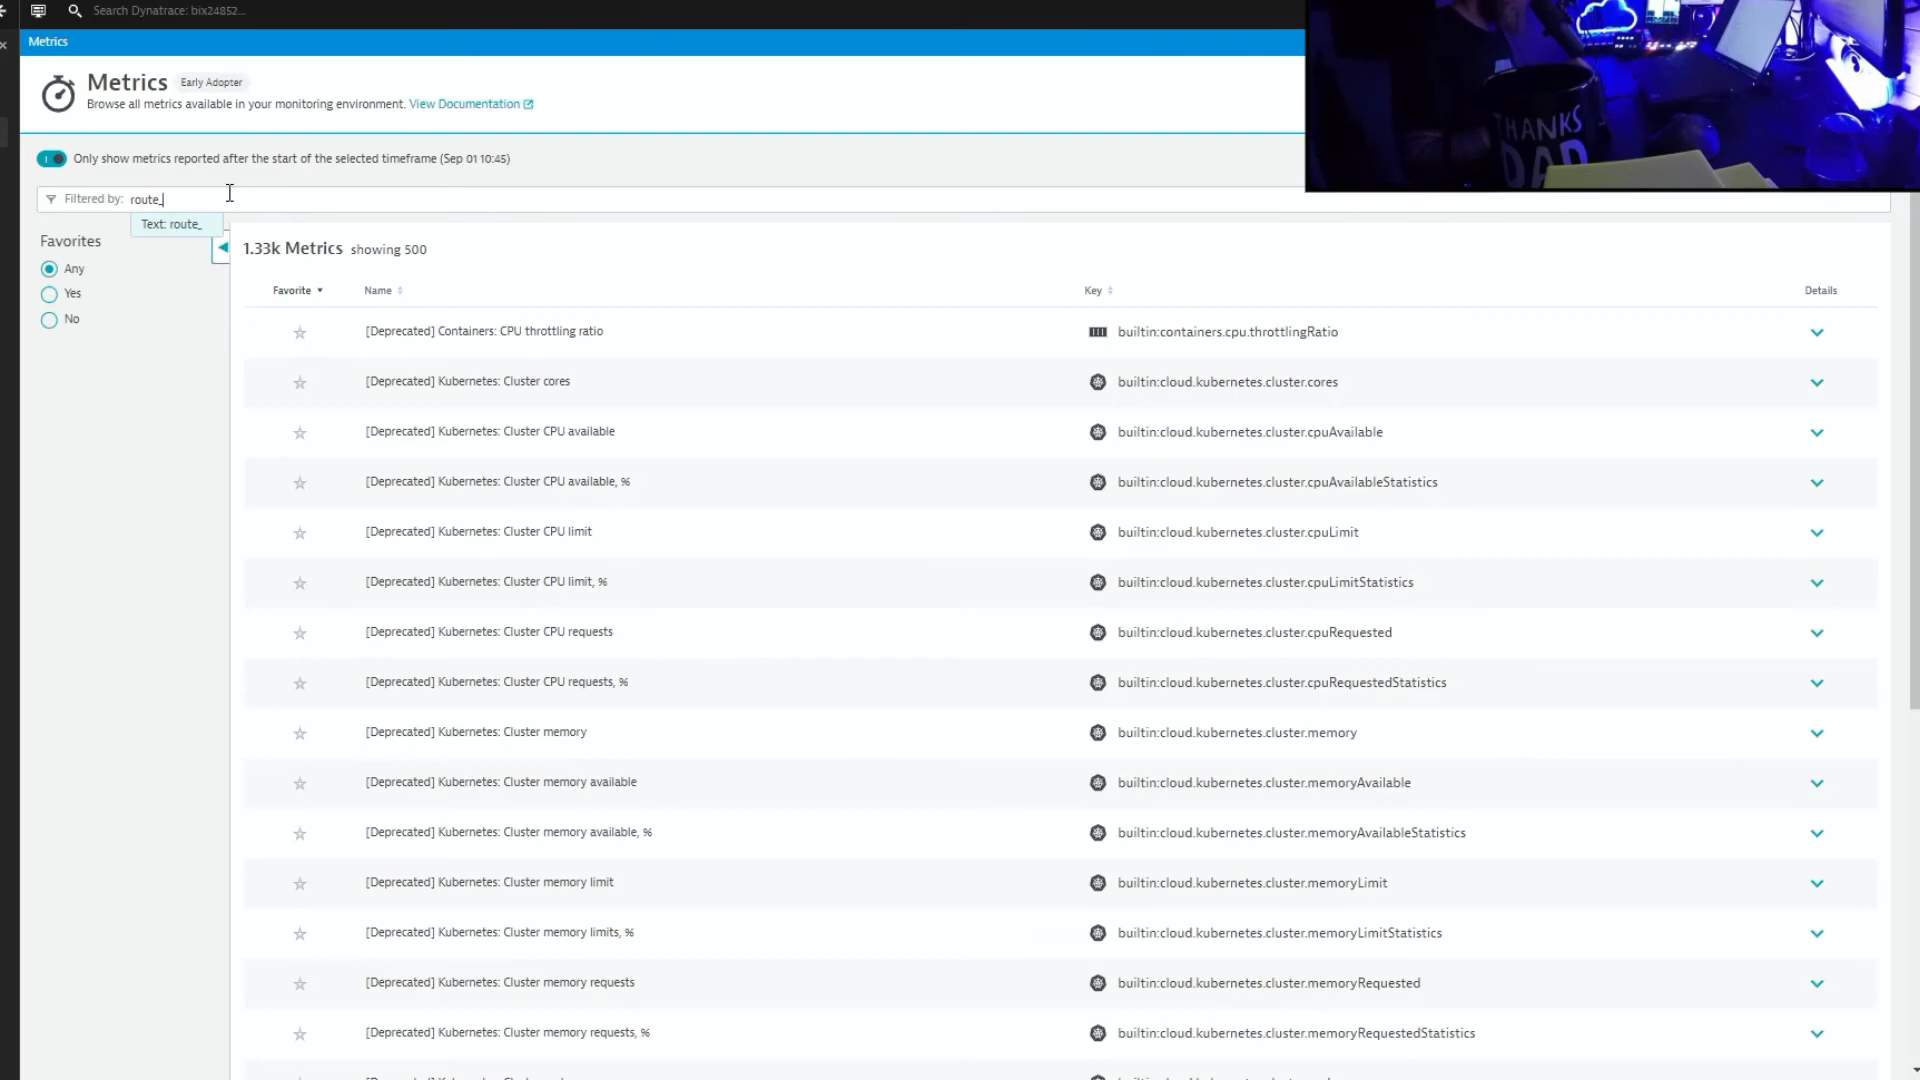 Search Dynatrace: bix24852...
Metrics
Metrics Early Adopter
Browse all metrics available in your monitoring environment. View Documentation
Only show metrics reported after the start of the selected timeframe (Sep 01 10:45)
Filtered by: route_
Text: route_
Favorites
Any
Yes
No
1.33k Metrics showing 500
Favorite Name Key Details
[Deprecated] Containers: CPU throttling ratio builtin:containers.cpu.throttlingRatio
[Deprecated] Kubernetes: Cluster cores builtin:cloud.kubernetes.cluster.cores
[Deprecated] Kubernetes: Cluster CPU available builtin:cloud.kubernetes.cluster.cpuAvailable
[Deprecated] Kubernetes: Cluster CPU available, % builtin:cloud.kubernetes.cluster.cpuAvailableStatistics
[Deprecated] Kubernetes: Cluster CPU limit builtin:cloud.kubernetes.cluster.cpuLimit
[Deprecated] Kubernetes: Cluster CPU limit, % builtin:cloud.kubernetes.cluster.cpuLimitStatistics
[Deprecated] Kubernetes: Cluster CPU requests builtin:cloud.kubernetes.cluster.cpuRequested
[Deprecated] Kubernetes: Cluster CPU requests, % builtin:cloud.kubernetes.cluster.cpuRequestedStatistics
[Deprecated] Kubernetes: Cluster memory builtin:cloud.kubernetes.cluster.memory
[Deprecated] Kubernetes: Cluster memory available builtin:cloud.kubernetes.cluster.memoryAvailable
[Deprecated] Kubernetes: Cluster memory available, % builtin:cloud.kubernetes.cluster.memoryAvailableStatistics
[Deprecated] Kubernetes: Cluster memory limit builtin:cloud.kubernetes.cluster.memoryLimit
[Deprecated] Kubernetes: Cluster memory limits, % builtin:cloud.kubernetes.cluster.memoryLimitStatistics
[Deprecated] Kubernetes: Cluster memory requests builtin:cloud.kubernetes.cluster.memoryRequested
[Deprecated] Kubernetes: Cluster memory requests, % builtin:cloud.kubernetes.cluster.memoryRequestedStatistics
THANKS
DAD